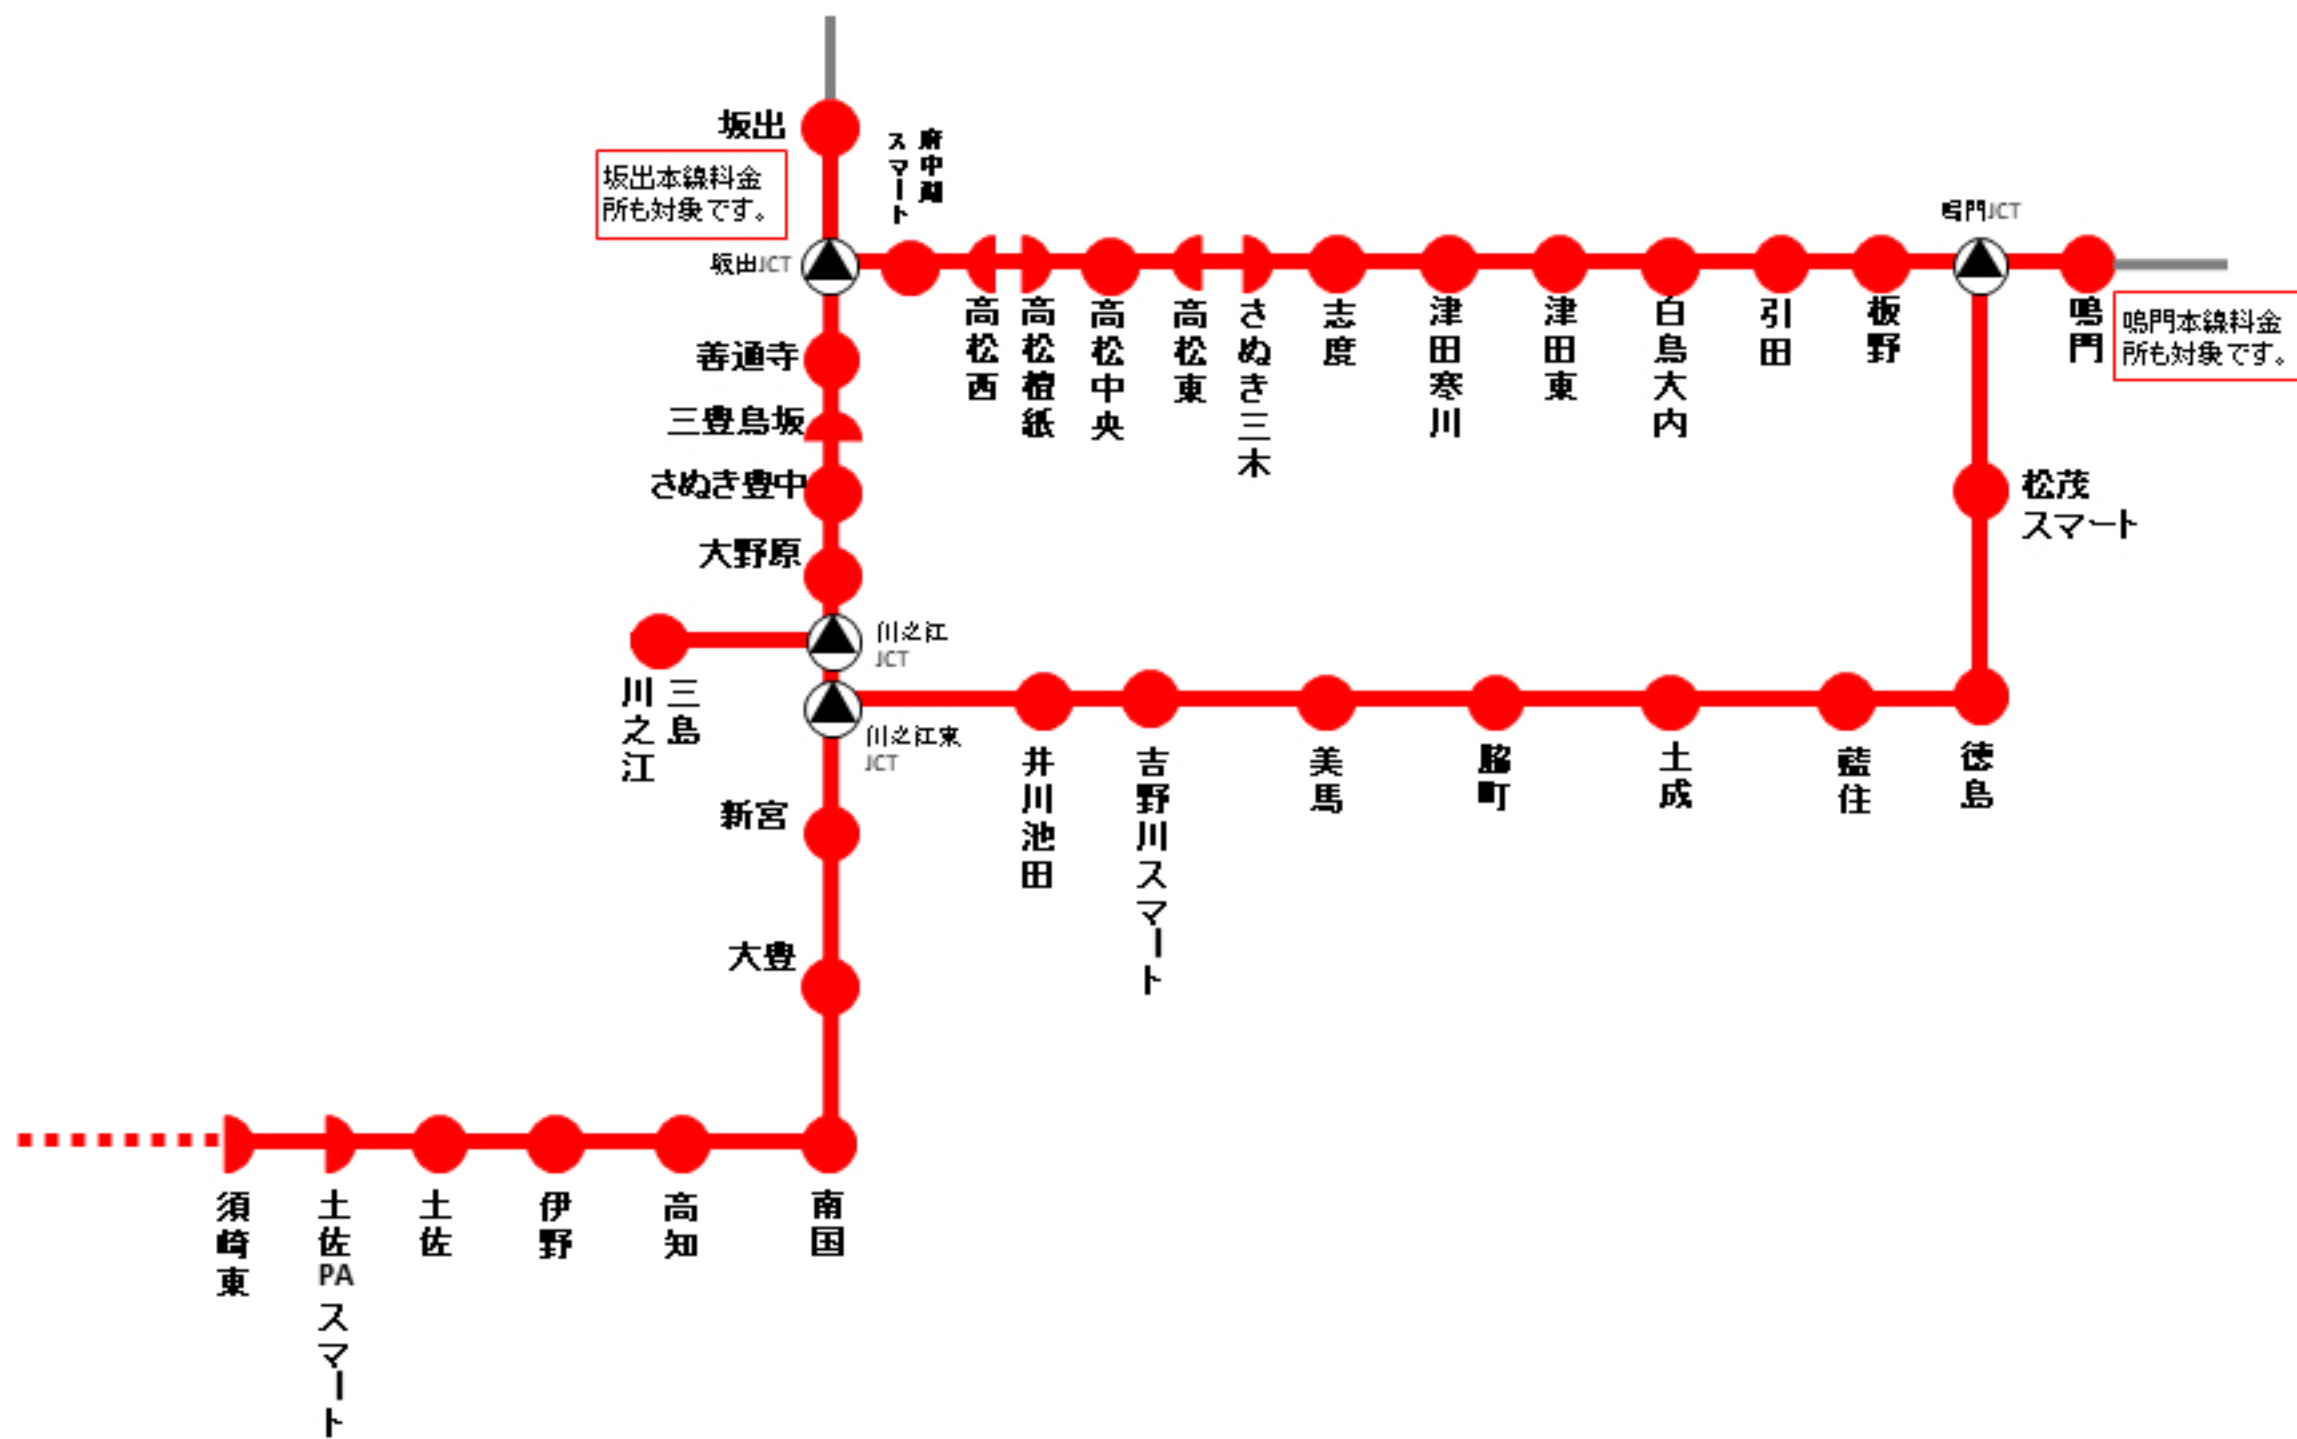 坂出
坂出本線料金
所も対象です。
坂出JCT
府中湖
スマート
高松西
高松檀紙
高松中央
高松東
さぬき三木
志度
津田寒川
津田東
白鳥大内
引田
板野
鳴門JCT
鳴門
鳴門本線料金
所も対象です。
善通寺
三豊鳥坂
さぬき豊中
大野原
松茂
スマート
川之江
JCT
三島
川之江
川之江東
JCT
井川池田
吉野川スマート
美馬
脇町
土成
藍住
徳島
新宮
大豊
須崎東
土佐PAスマート
土佐
伊野
高知
南国